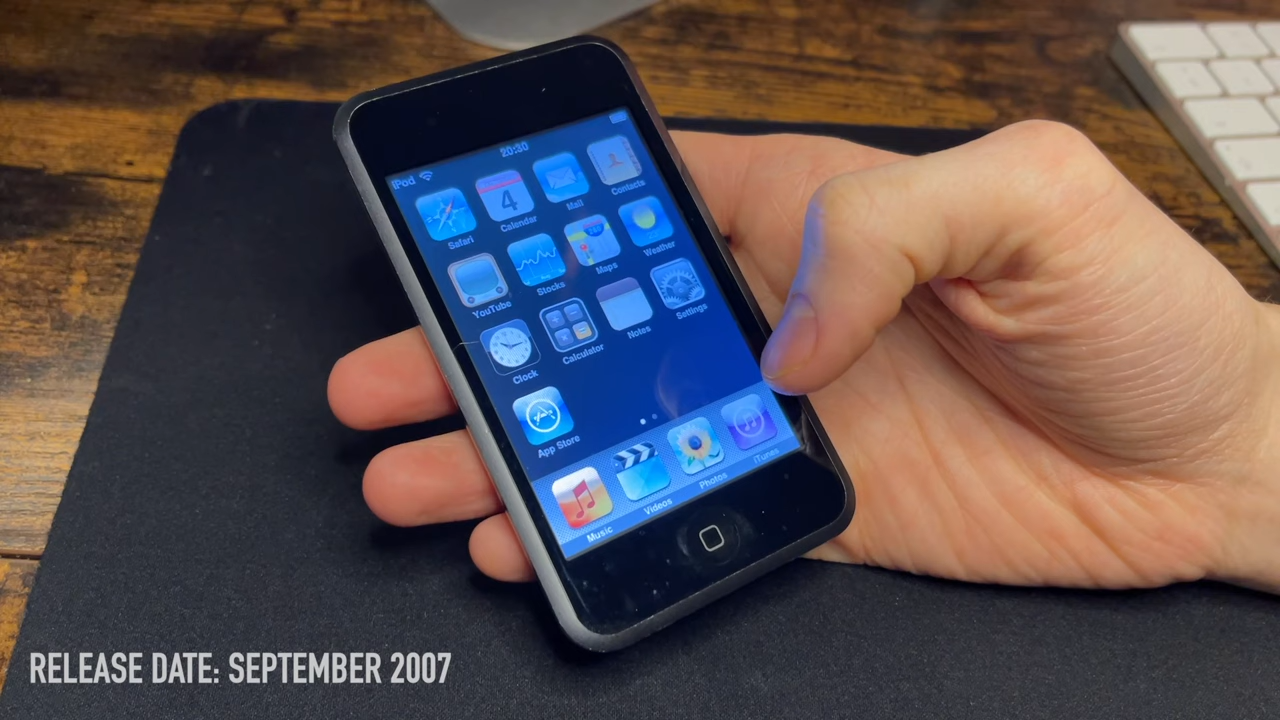 iPod
20:30
Safari
4
Calendar
Mail
Contacts
YouTube
Stocks
280
Maps
Weather
Clock
Calculator
Notes
Settings
App Store
Music
Videos
Photos
iTunes
RELEASE DATE: SEPTEMBER 2007